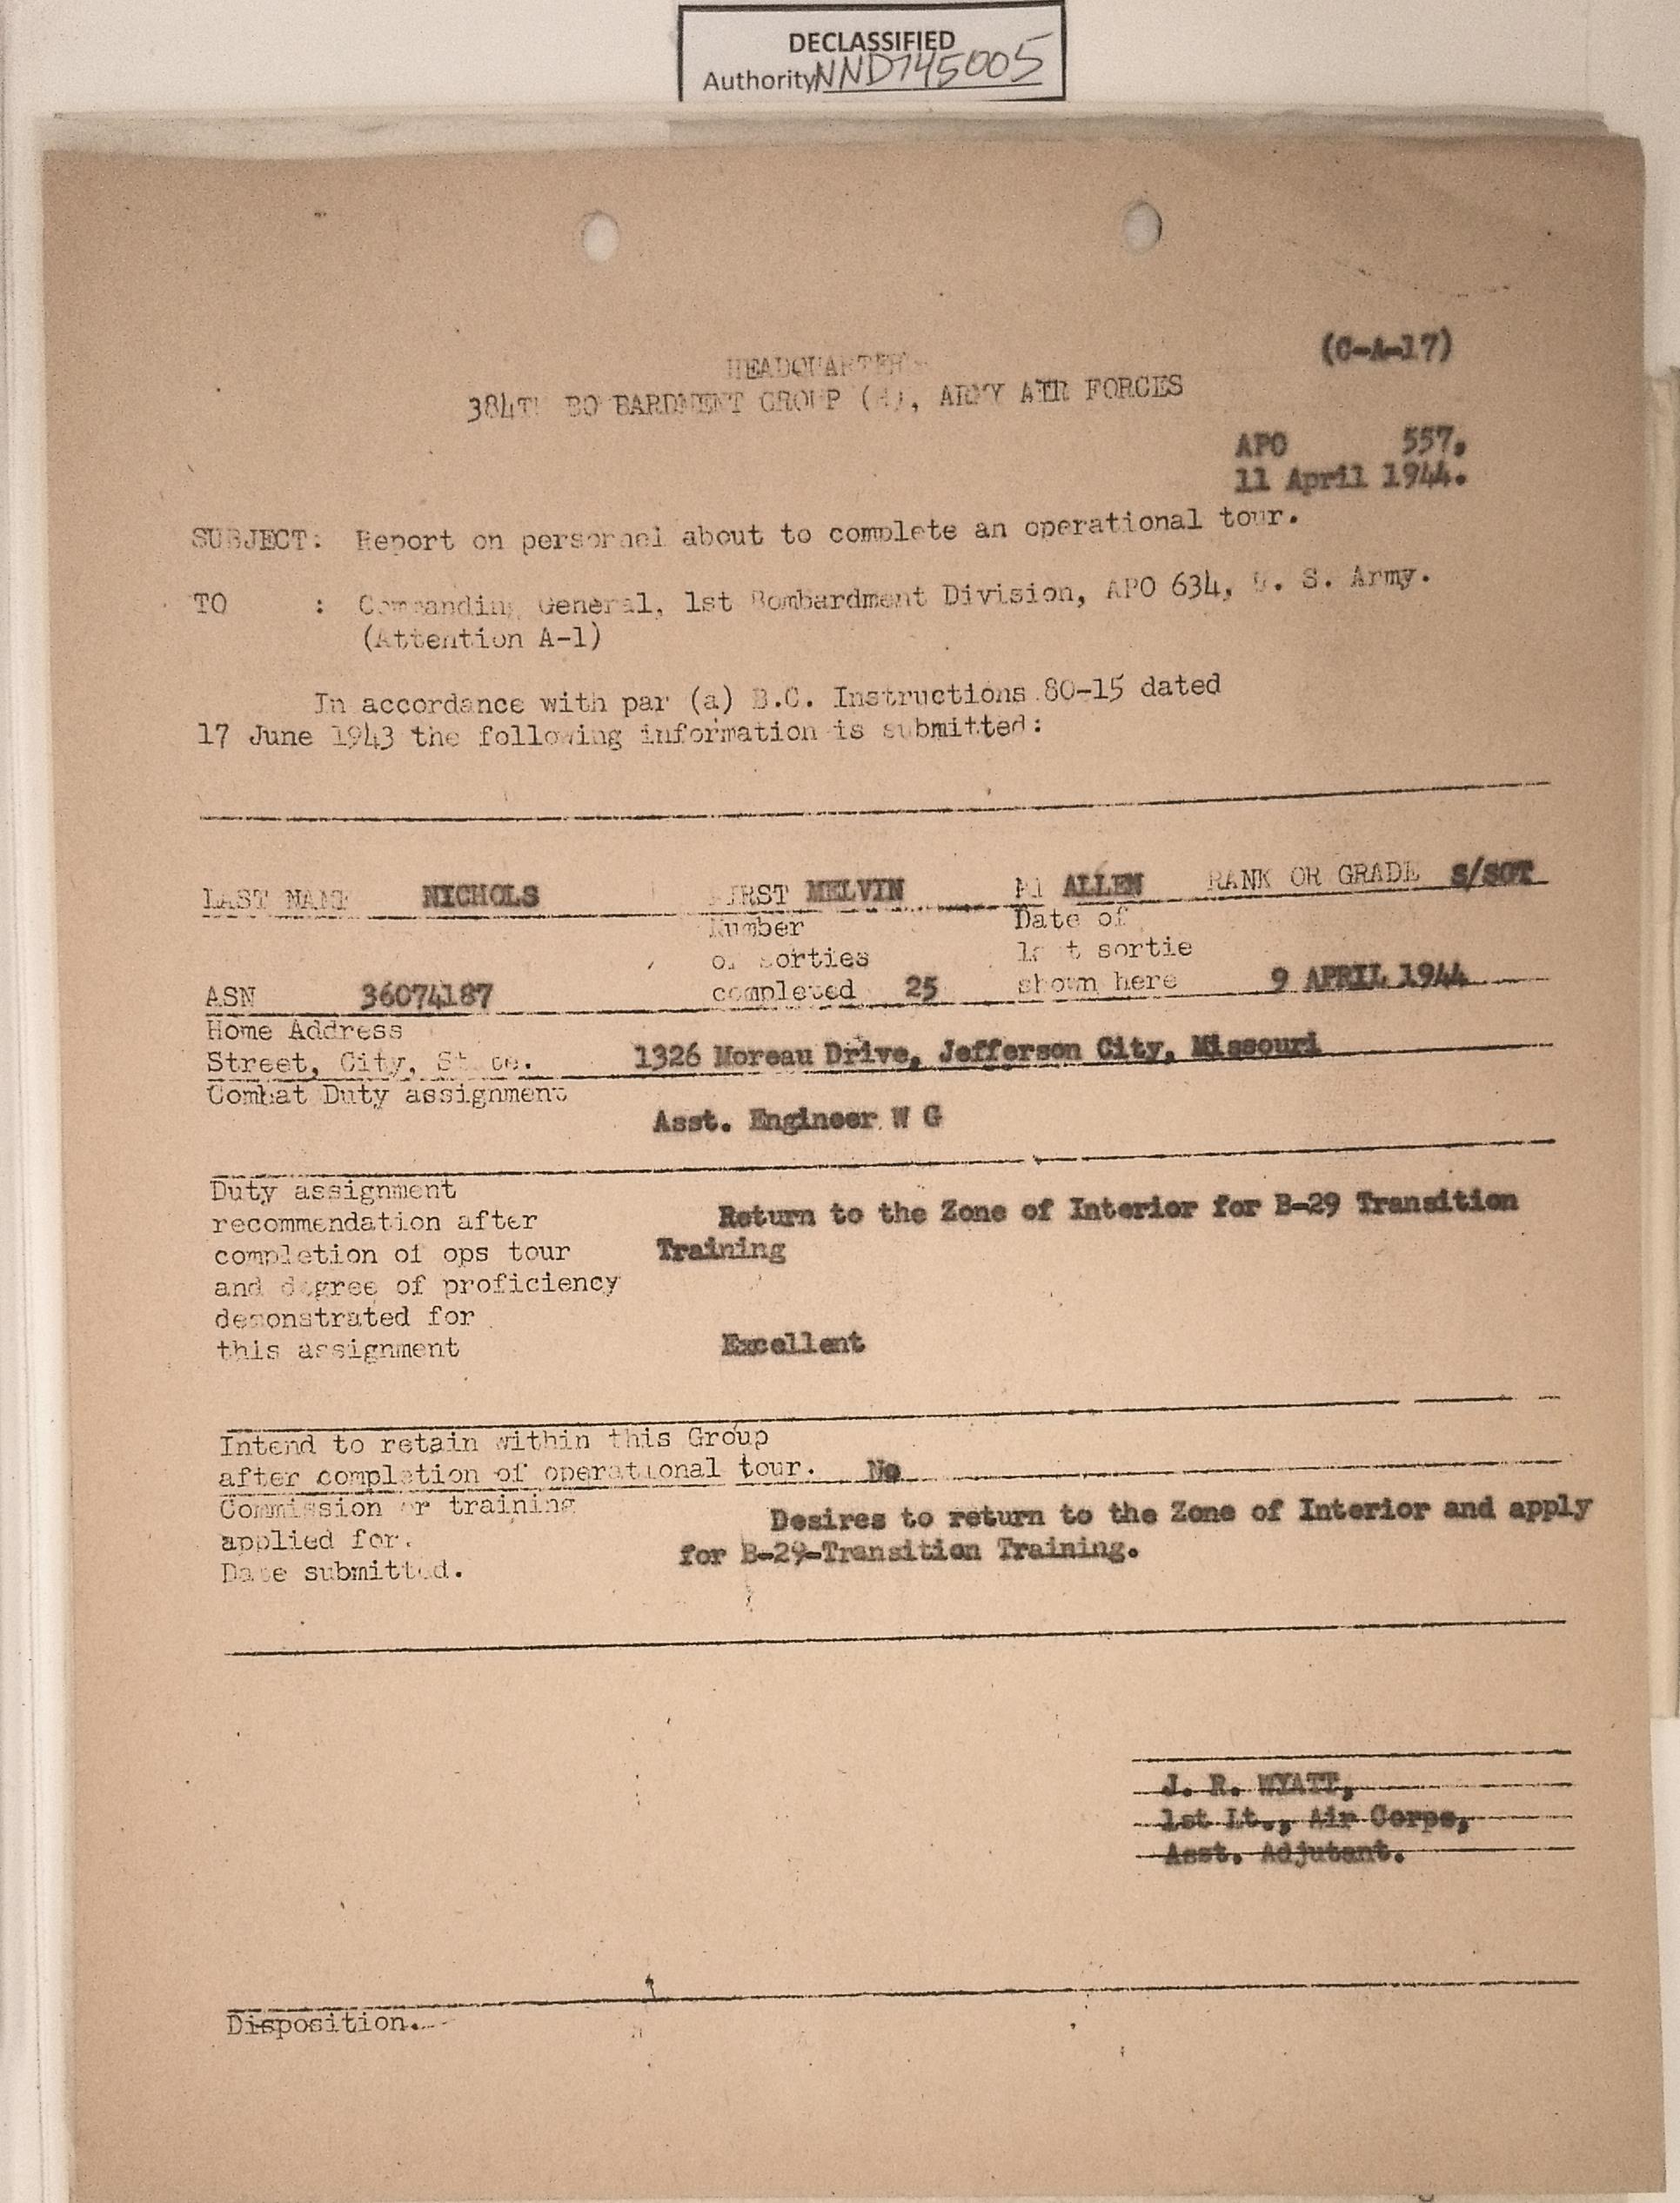 DECLASSIFIED
Authority NND745005
(C-A-17)
HEADQUARTERS
384TH BOMBARDMENT GROUP (H), ARMY AIR FORCES
APO 557,
11 April 1944.
SUBJECT: Report on personnel about to complete an operational tour.
TO : Commanding General, 1st Bombardment Division, APO 634, U. S. Army.
(Attention A-1)
In accordance with par (a) B.C. Instructions 80-15 dated
17 June 1943 the following information is submitted:
LAST NAME NICHOLS FIRST MELVIN MI ALLEN RANK OR GRADE S/SGT
Number of sorties completed 25
Date of last sortie shown here 9 APRIL 1944
ASN 36074187
Home Address
Street, City, State. 1326 Moreau Drive, Jefferson City, Missouri
Combat Duty assignment
Asst. Engineer W G
Duty assignment
recommendation after Return to the Zone of Interior for B-29 Transition
completion of ops tour Training
and degree of proficiency
demonstrated for
this assignment Excellent
Intend to retain within this Group
after completion of operational tour. No
Commission or training Desires to return to the Zone of Interior and apply
applied for. for B-29-Transition Training.
Date submitted.
J. R. WYATT,
1st Lt., Air Corps,
Asst. Adjutant.
Disposition.